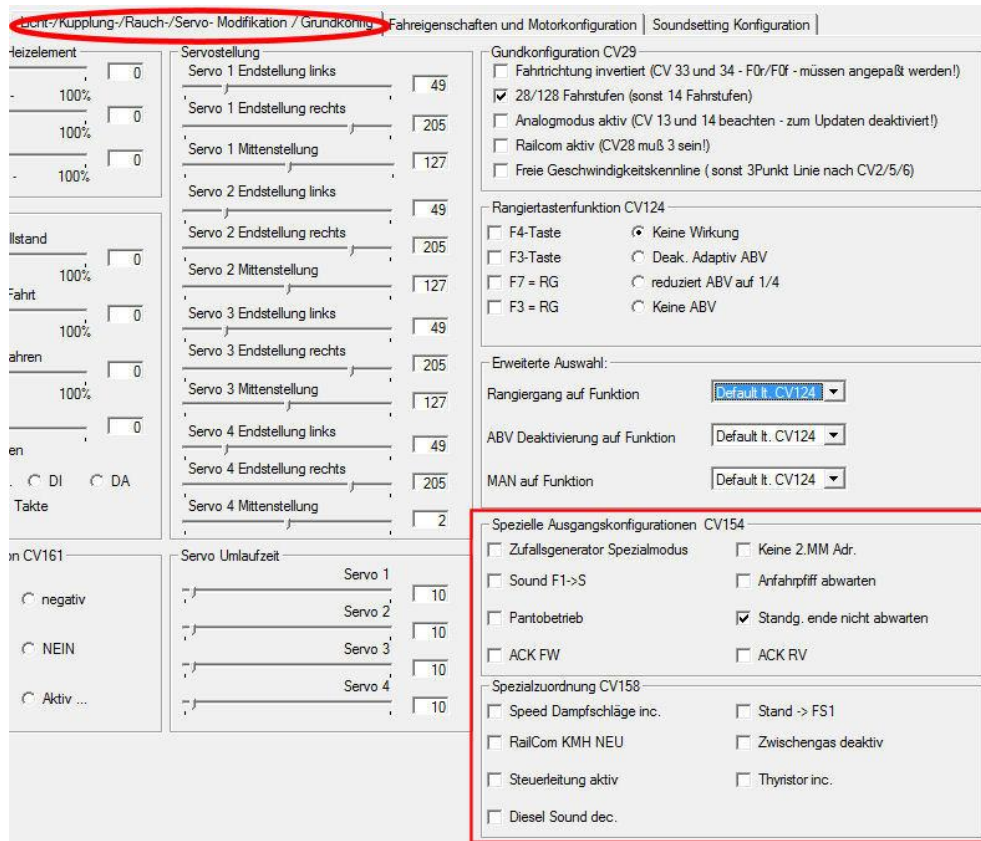 Licht-/Kupplung-/Rauch-/Servo- Modifikation / Grundkonfig
Fahreigenschaften und Motorkonfiguration
Soundsetting Konfiguration
Heizelement
0
- 100%
0
100%
0
- 100%
llstand
0
100%
Fahrt
0
100%
ahren
0
100%
0
en
. DI DA
Takte
on CV161
negativ
NEIN
Aktiv ...
Servostellung
Servo 1 Endstellung links
49
Servo 1 Endstellung rechts
205
Servo 1 Mittenstellung
127
Servo 2 Endstellung links
49
Servo 2 Endstellung rechts
205
Servo 2 Mittenstellung
127
Servo 3 Endstellung links
49
Servo 3 Endstellung rechts
205
Servo 3 Mittenstellung
127
Servo 4 Endstellung links
49
Servo 4 Endstellung rechts
205
Servo 4 Mittenstellung
2
Servo Umlaufzeit
Servo 1
10
Servo 2
10
Servo 3
10
Servo 4
10
Gundkonfiguration CV29
Fahrtrichtung invertiert (CV 33 und 34 - F0r/F0f - müssen angepaßt werden!)
28/128 Fahrstufen (sonst 14 Fahrstufen)
Analogmodus aktiv (CV 13 und 14 beachten - zum Updaten deaktiviert!)
Railcom aktiv (CV28 muß 3 sein!)
Freie Geschwindigkeitskennline ( sonst 3Punkt Linie nach CV2/5/6)
Rangiertastenfunktion CV124
F4-Taste Keine Wirkung
F3-Taste Deak. Adaptiv ABV
F7 = RG reduziert ABV auf 1/4
F3 = RG Keine ABV
Erweiterte Auswahl:
Rangiergang auf Funktion Default lt. CV124
ABV Deaktivierung auf Funktion Default lt. CV124
MAN auf Funktion Default lt. CV124
Spezielle Ausgangskonfigurationen CV154
Zufallsgenerator Spezialmodus Keine 2.MM Adr.
Sound F1->S Anfahrpfiff abwarten
Pantobetrieb Standg. ende nicht abwarten
ACK FW ACK RV
Spezialzuordnung CV158
Speed Dampfschläge inc. Stand -> FS1
RailCom KMH NEU Zwischengas deaktiv
Steuerleitung aktiv Thyristor inc.
Diesel Sound dec.